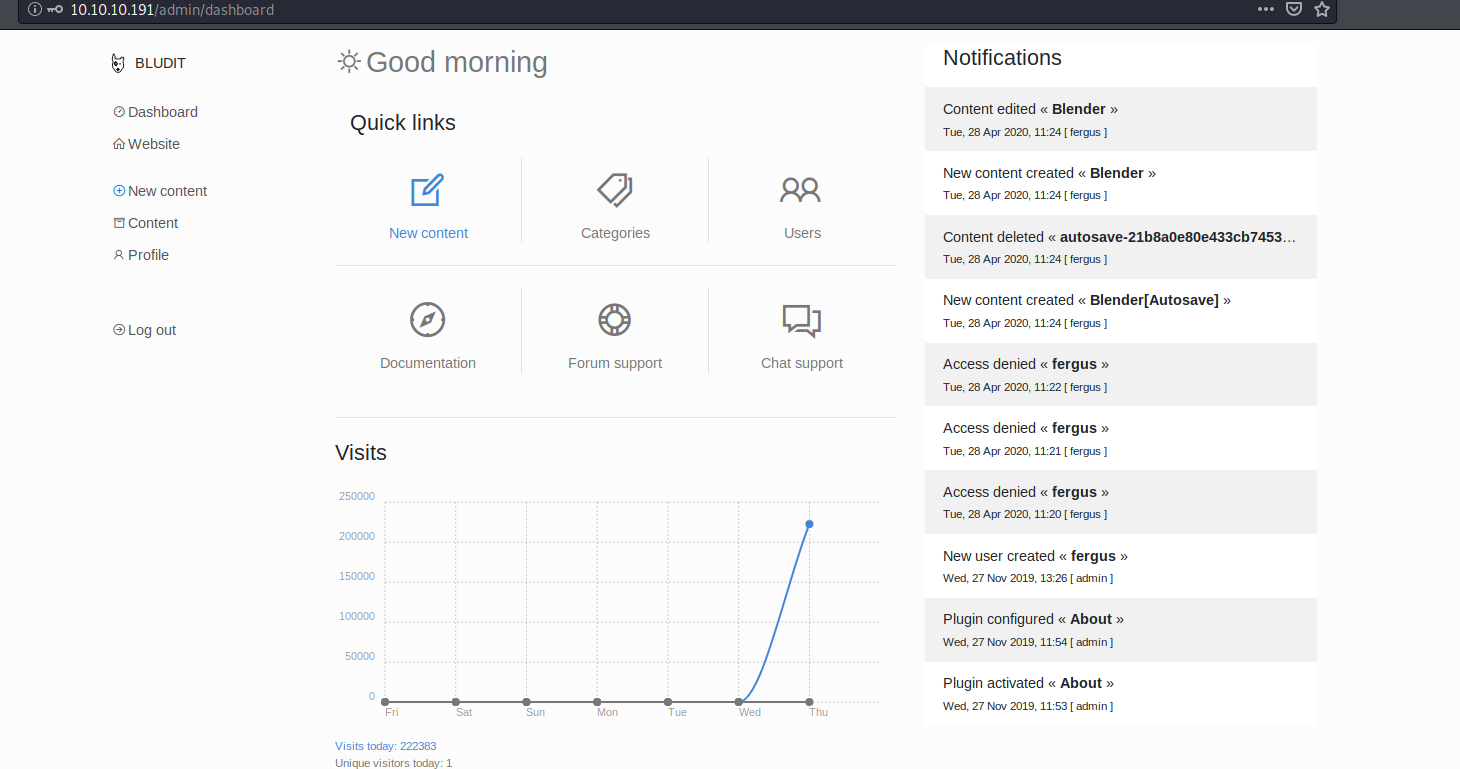 10.10.10.191/admin/dashboard
BLUDIT
Dashboard
Website
New content
Content
Profile
Log out
Good morning
Quick links
New content
Categories
Users
Documentation
Forum support
Chat support
Visits
250000
200000
150000
100000
50000
0
Fri Sat Sun Mon Tue Wed Thu
Visits today: 222383
Unique visitors today: 1
Notifications
Content edited « Blender »
Tue, 28 Apr 2020, 11:24 [ fergus ]
New content created « Blender »
Tue, 28 Apr 2020, 11:24 [ fergus ]
Content deleted « autosave-21b8a0e80e433cb7453…
Tue, 28 Apr 2020, 11:24 [ fergus ]
New content created « Blender[Autosave] »
Tue, 28 Apr 2020, 11:24 [ fergus ]
Access denied « fergus »
Tue, 28 Apr 2020, 11:22 [ fergus ]
Access denied « fergus »
Tue, 28 Apr 2020, 11:21 [ fergus ]
Access denied « fergus »
Tue, 28 Apr 2020, 11:20 [ fergus ]
New user created « fergus »
Wed, 27 Nov 2019, 13:26 [ admin ]
Plugin configured « About »
Wed, 27 Nov 2019, 11:54 [ admin ]
Plugin activated « About »
Wed, 27 Nov 2019, 11:53 [ admin ]